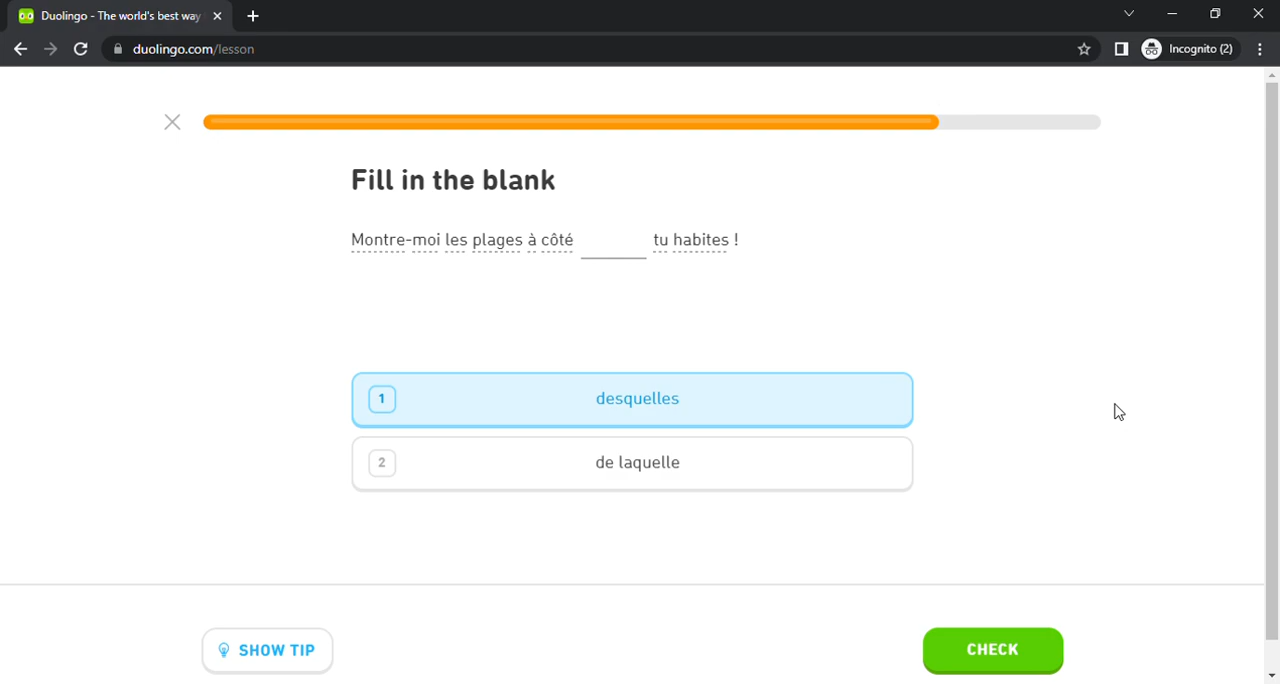 Duolingo - The world's best way
duolingo.com/lesson
Incognito (2)
Fill in the blank
Montre-moi les plages à côté ______ tu habites !
1 desquelles
2 de laquelle
SHOW TIP
CHECK